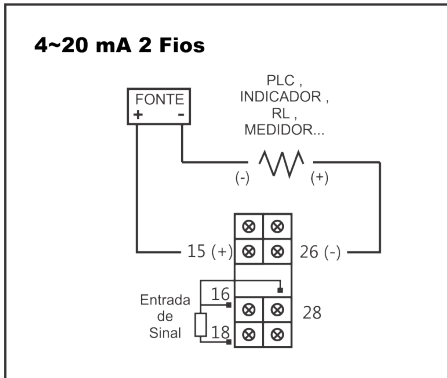 4~20 mA 2 Fios
FONTE
+ -
PLC ,
INDICADOR ,
RL ,
MEDIDOR...
(-) (+)
15 (+) 26 (-)
16
Entrada
de
Sinal
28
18